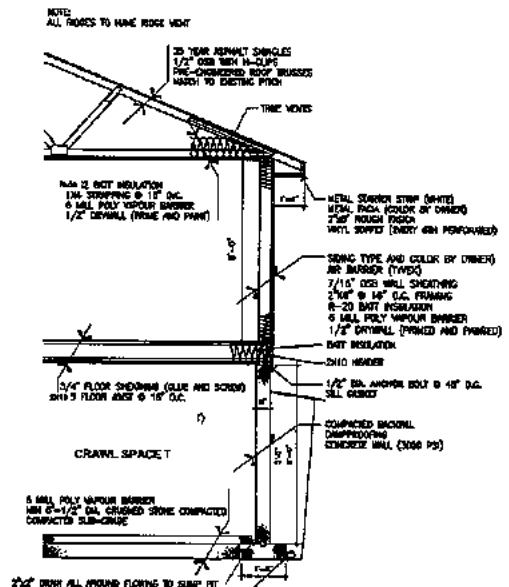 NOTE:
ALL RIDGES TO HAVE RIDGE VENT
25 YEAR ASPHALT SHINGLES
1/2" OSB WITH H-CLIPS
PRE-ENGINEERED ROOF TRUSSES
MATCH TO EXISTING PITCH
TRUE VENTS
12 BATT INSULATION
1X4 STRAPPING @ 16" O.C.
6 MILL POLY VAPOUR BARRIER
1/2" DRYWALL (PRIME AND PAINT)
METAL STARTER STRIP (WHITE)
METAL FACIA (COLOR BY OWNER)
2"X6" ROUGH FASCIA
VINYL SOFFIT (EVERY PERFORATED)
SIDING TYPE AND COLOR BY OWNER)
AIR BARRIER (TYVEK)
7/16" OSB WALL SHEATHING
2"X6" @ 16" O.C. FRAMING
R-20 BATT INSULATION
6 MILL POLY VAPOUR BARRIER
1/2" DRYWALL (PRIMED AND PAINTED)
BATT INSULATION
2X10 HEADER
3/4" FLOOR SHEATHING (GLUE AND SCREW)
FLOOR JOIST @ 16" O.C.
1/2" DIA. ANCHOR BOLT @ 48" O.C.
SILL GASKET
COMPACTED BACKFILL
DAMPPROOFING
CONCRETE WALL (3000 PSI)
CRAWL SPACE T
6 MILL POLY VAPOUR BARRIER
MIN 6"-1/2" DIA. CRUSHED STONE COMPACTED
COMPACTED SUB-GRADE
DRAIN ALL AROUND FLOWING TO SUMP PIT